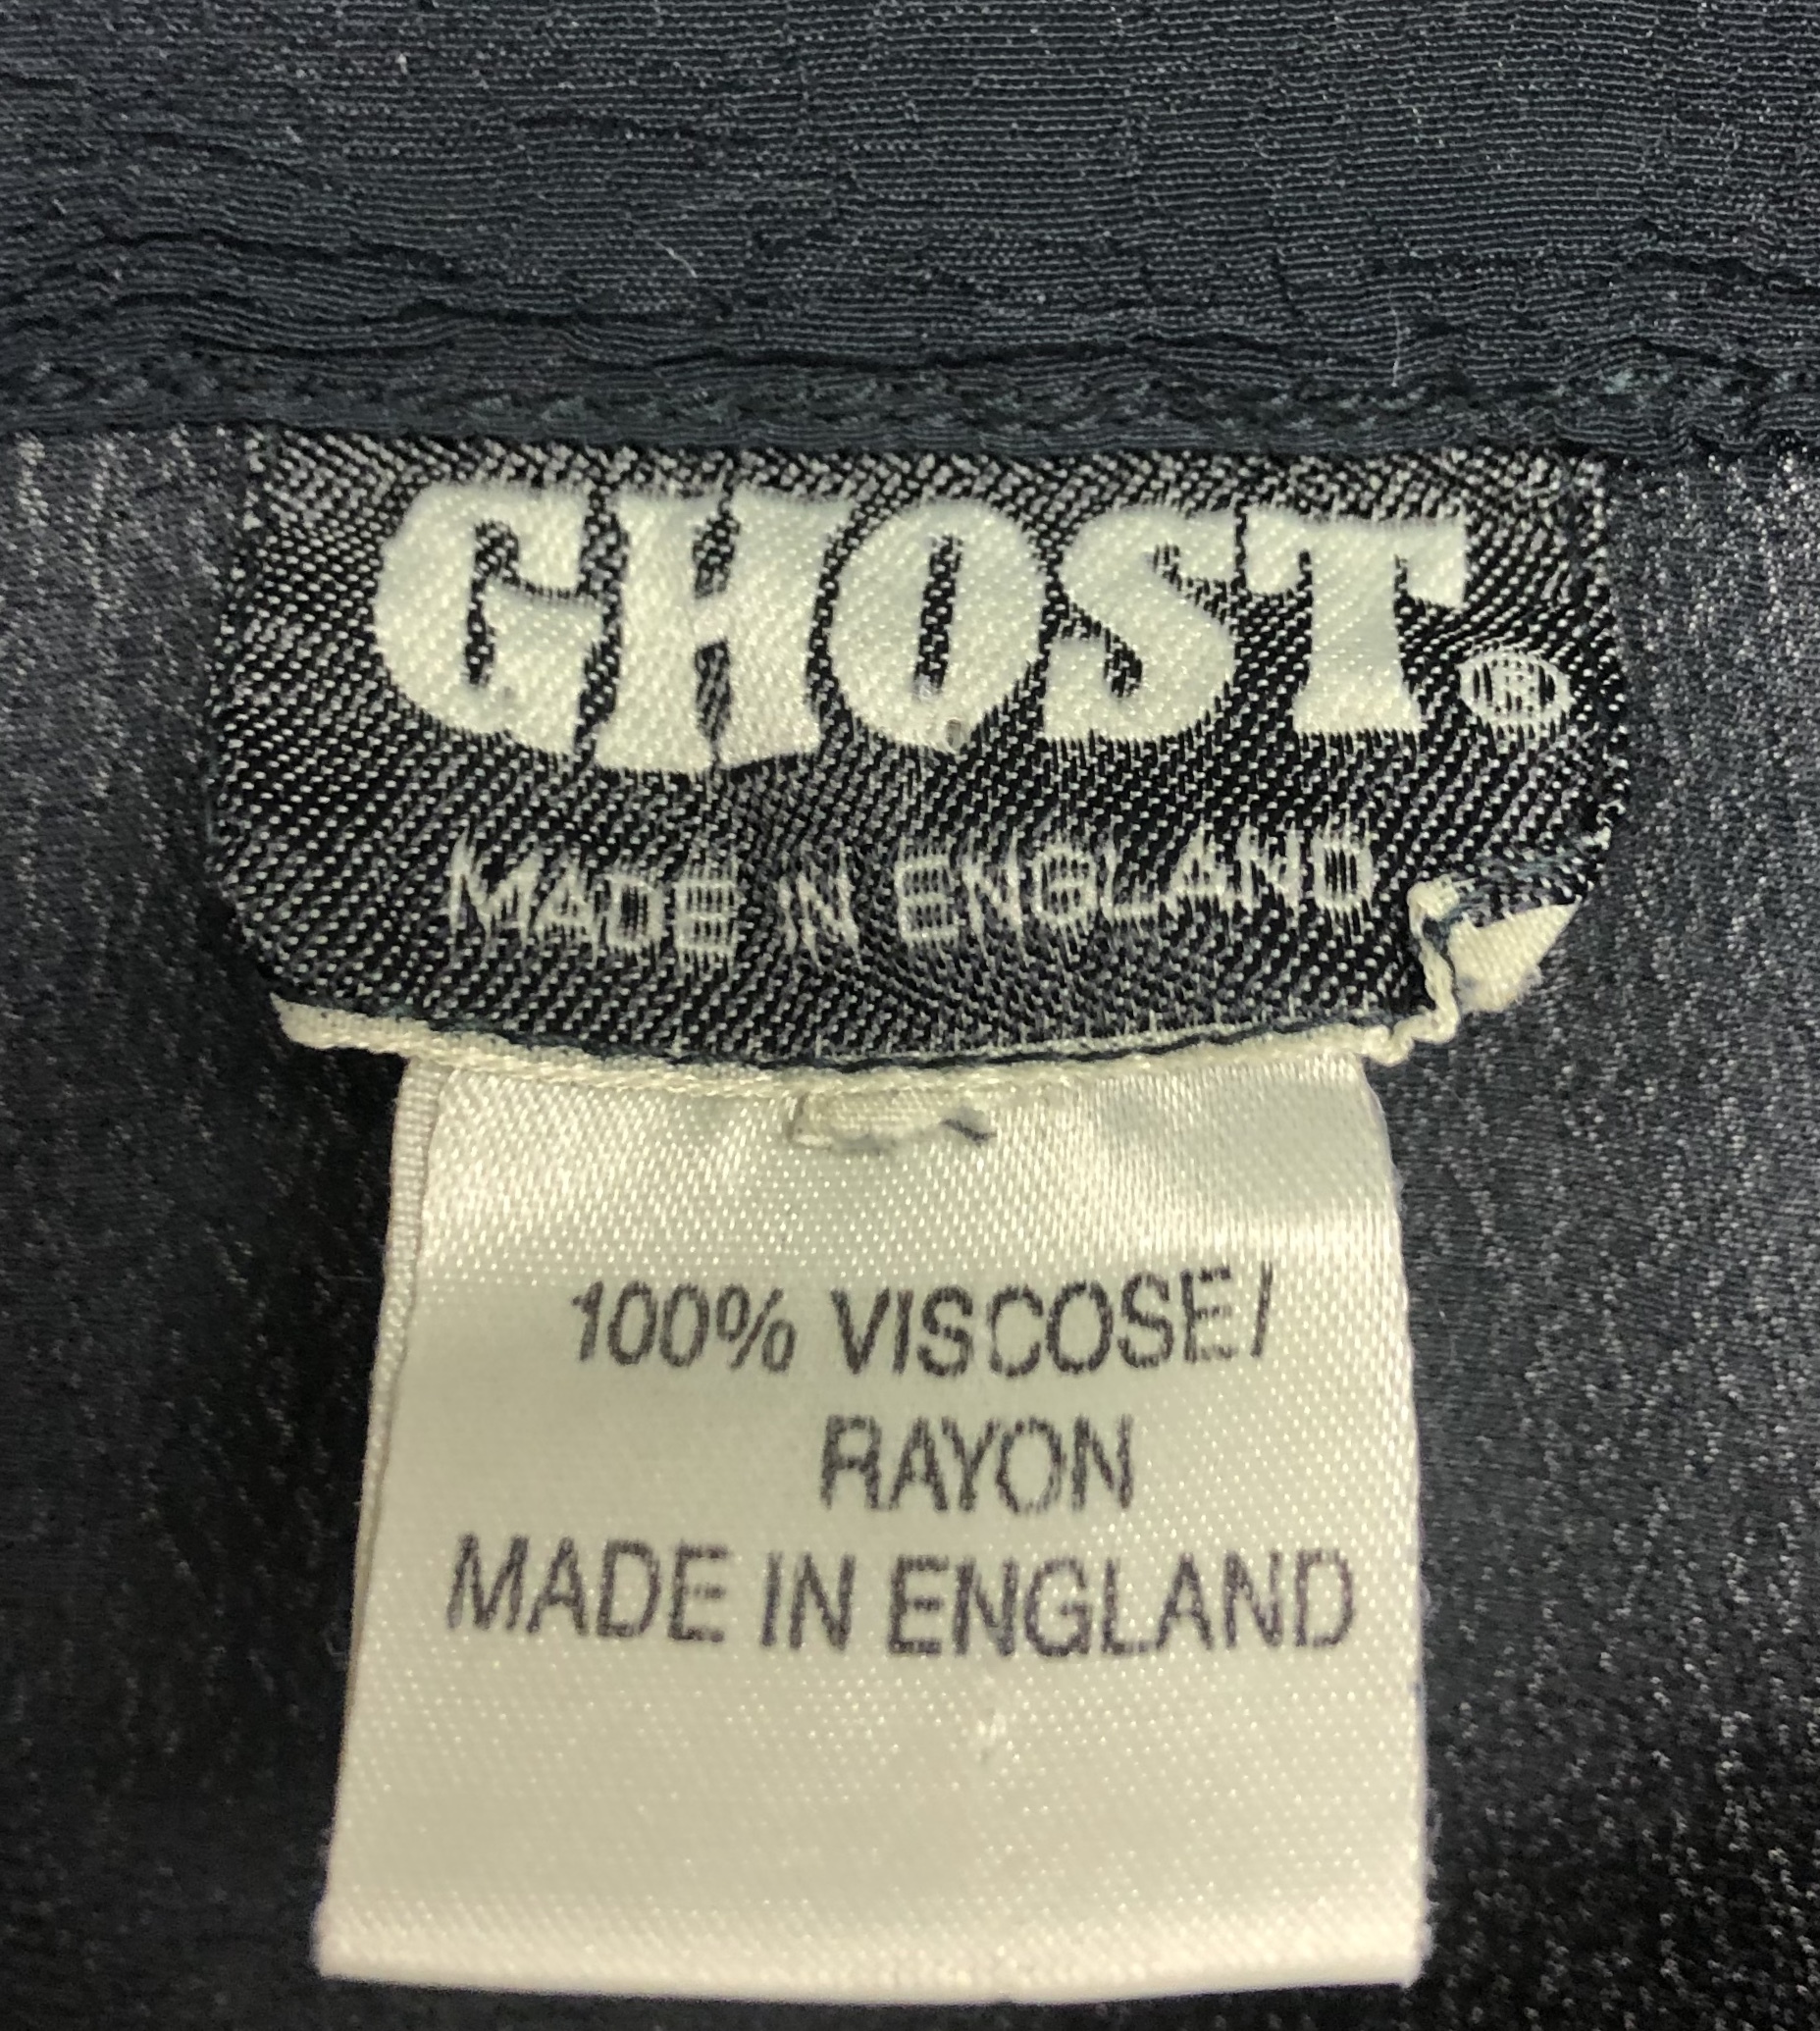 GHOST.®
MADE IN ENGLAND
100% VISCOSE/
RAYON
MADE IN ENGLAND